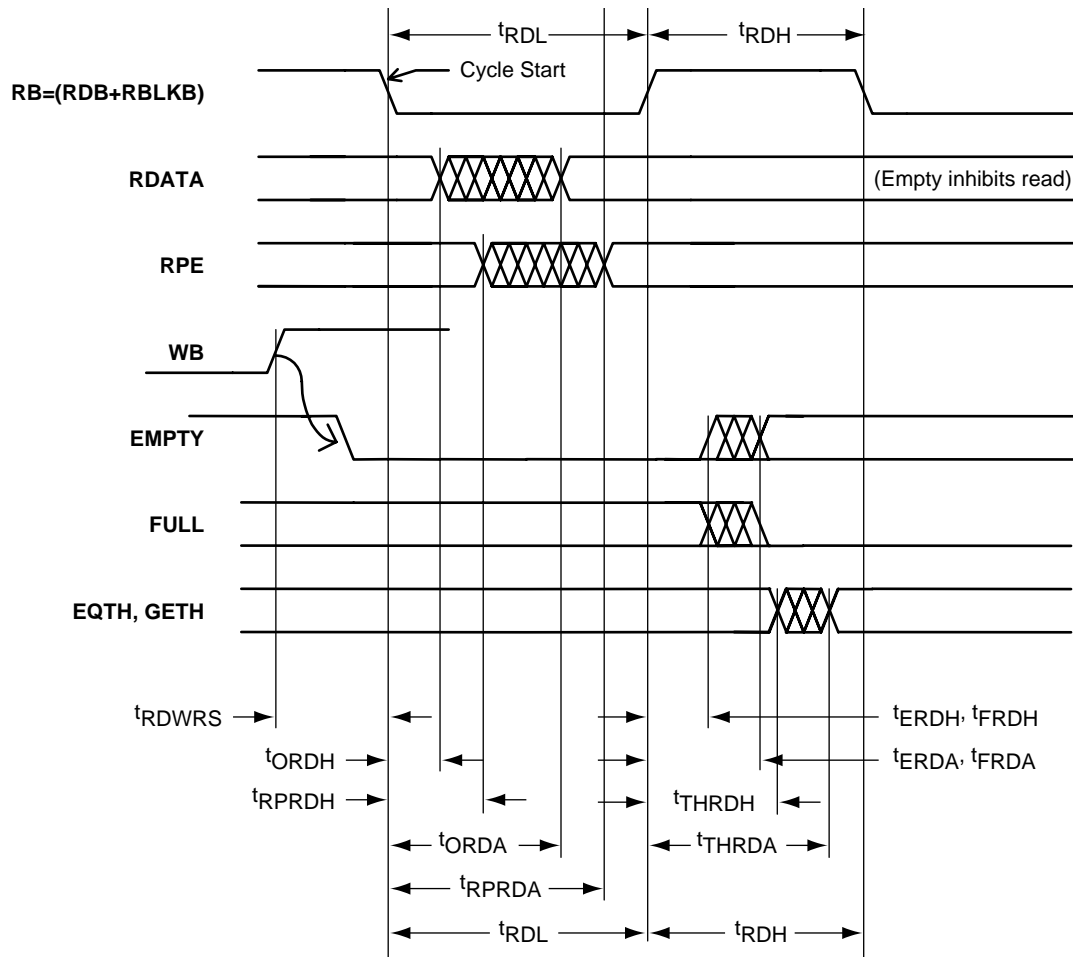 tRDL tRDH
Cycle Start
RB=(RDB+RBLKB)
RDATA (Empty inhibits read)
RPE
WB
EMPTY
FULL
EQTH, GETH
tRDWRS tERDH, tFRDH
tORDH tERDA, tFRDA
tRPRDH tTHRDH
tORDA tTHRDA
tRPRDA
tRDL tRDH